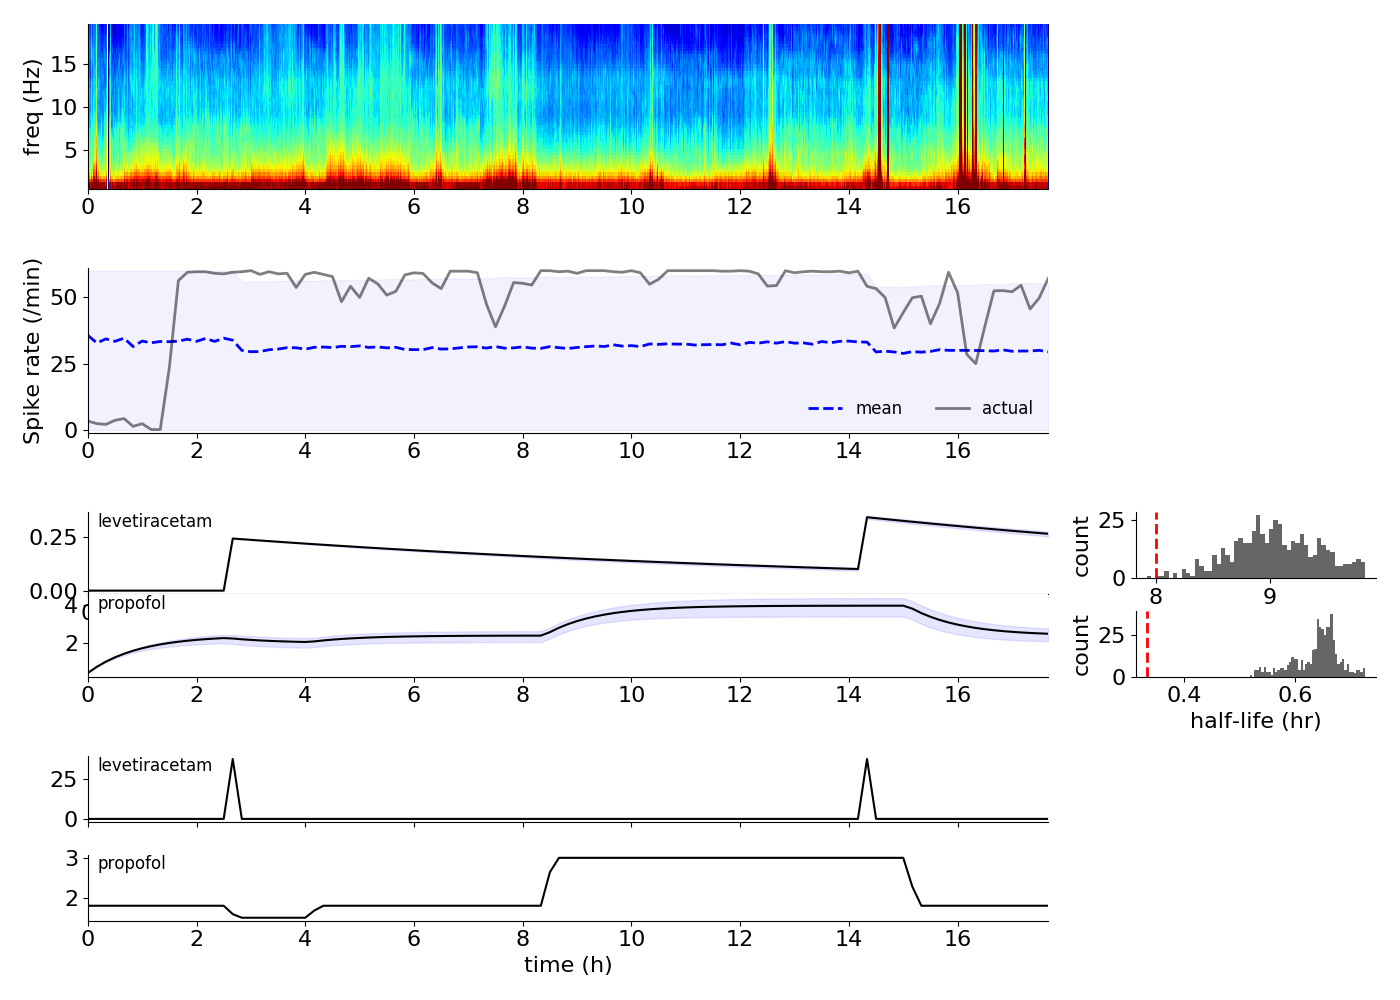 freq (Hz)
15
10
5
0 2 4 6 8 10 12 14 16
Spike rate (/min)
50
25
0
mean actual
0 2 4 6 8 10 12 14 16
levetiracetam
0.25
0.00
count
25
0
8 9
propofol
4
2
0 2 4 6 8 10 12 14 16
count
25
0
0.4 0.6
half-life (hr)
levetiracetam
25
0
propofol
3
2
0 2 4 6 8 10 12 14 16
time (h)